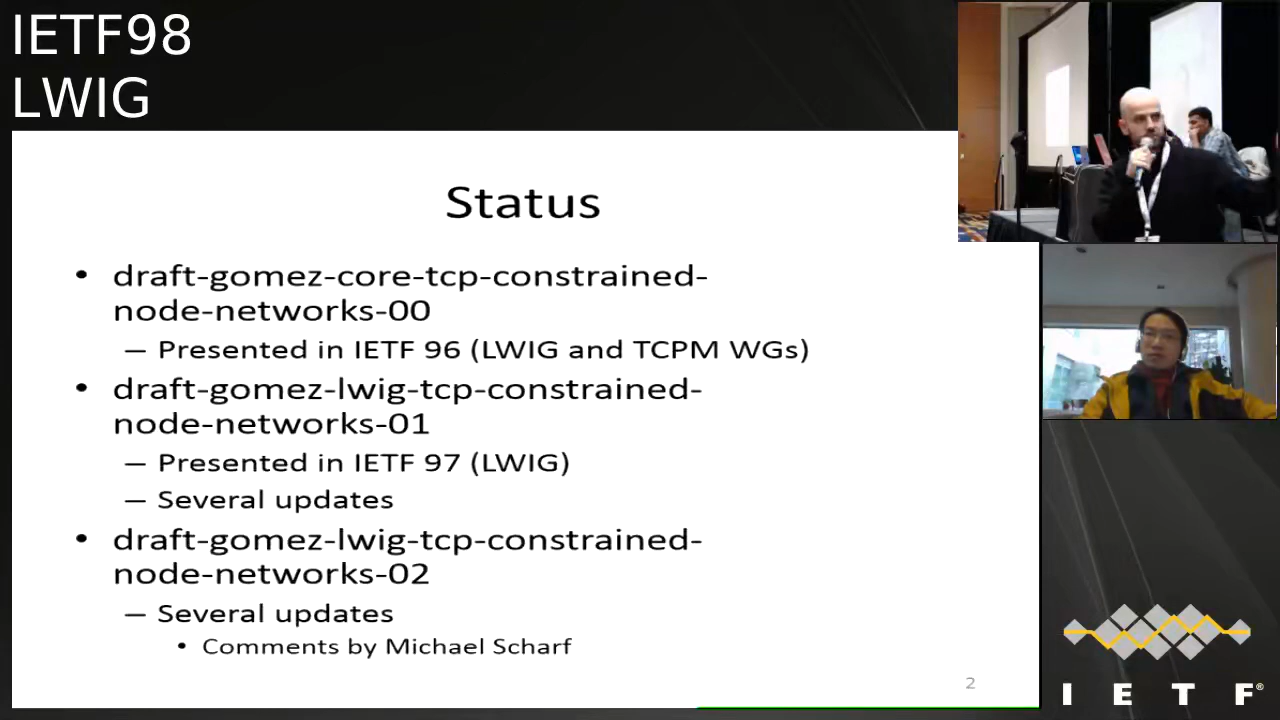 IETF98
LWIG
Status
• draft-gomez-core-tcp-constrained-
node-networks-00
– Presented in IETF 96 (LWIG and TCPM WGs)
• draft-gomez-lwig-tcp-constrained-
node-networks-01
– Presented in IETF 97 (LWIG)
– Several updates
• draft-gomez-lwig-tcp-constrained-
node-networks-02
– Several updates
• Comments by Michael Scharf
2
I E T F®